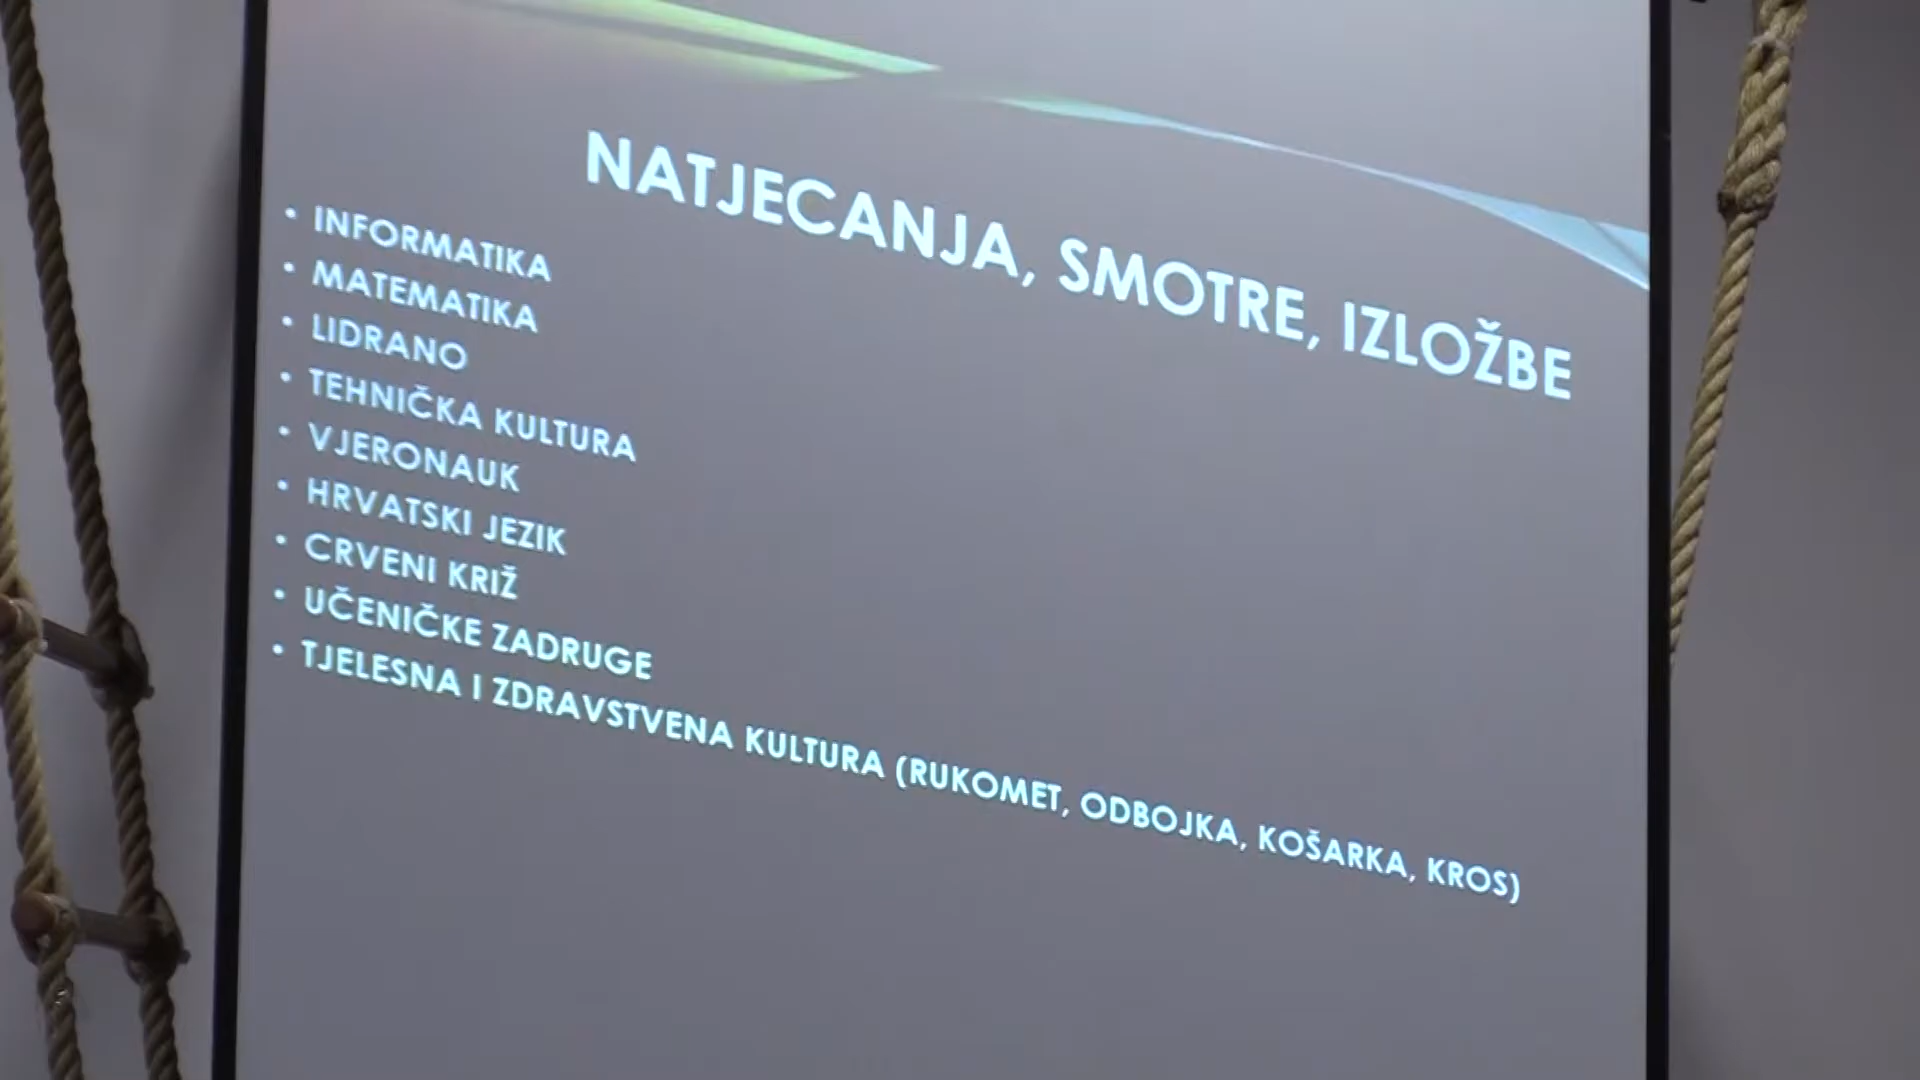 NATJECANJA, SMOTRE, IZLOŽBE
• INFORMATIKA
• MATEMATIKA
• LIDRANO
• TEHNIČKA KULTURA
• VJERONAUK
• HRVATSKI JEZIK
• CRVENI KRIŽ
• UČENIČKE ZADRUGE
• TJELESNA I ZDRAVSTVENA KULTURA (RUKOMET, ODBOJKA, KOŠARKA, KROS)